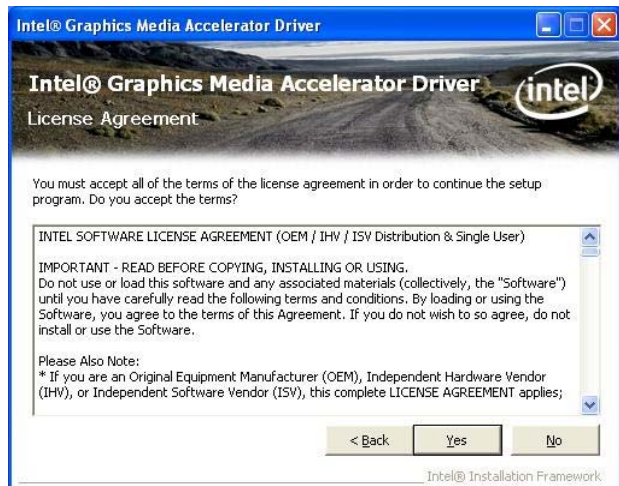 Intel® Graphics Media Accelerator Driver
Intel® Graphics Media Accelerator Driver
intel
License Agreement
You must accept all of the terms of the license agreement in order to continue the setup
program. Do you accept the terms?
INTEL SOFTWARE LICENSE AGREEMENT (OEM / IHV / ISV Distribution & Single User)
IMPORTANT - READ BEFORE COPYING, INSTALLING OR USING.
Do not use or load this software and any associated materials (collectively, the "Software")
until you have carefully read the following terms and conditions. By loading or using the
Software, you agree to the terms of this Agreement. If you do not wish to so agree, do not
install or use the Software.
Please Also Note:
* If you are an Original Equipment Manufacturer (OEM), Independent Hardware Vendor
(IHV), or Independent Software Vendor (ISV), this complete LICENSE AGREEMENT applies;
< Back Yes No
Intel® Installation Framework